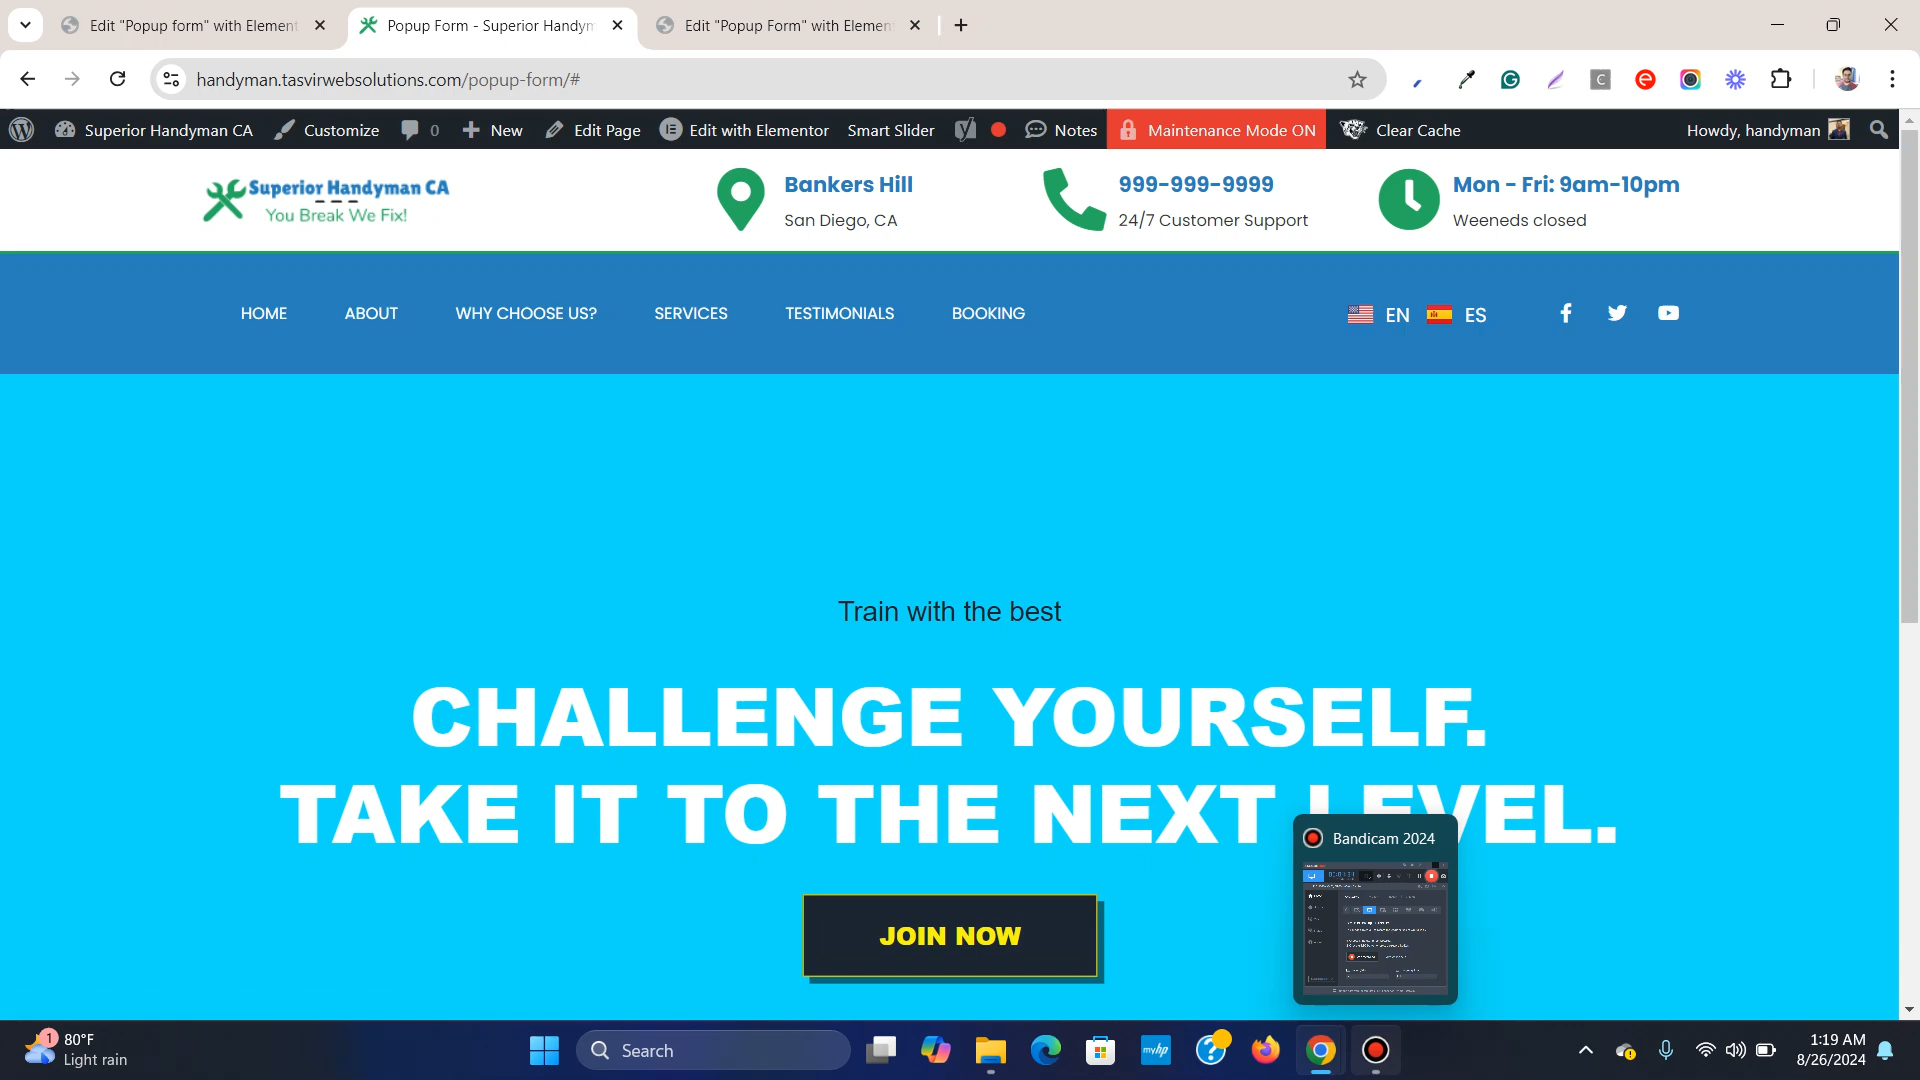 Edit "Popup form" with Element
Popup Form - Superior Handym
Edit "Popup Form" with Elemen
handyman.tasvirwebsolutions.com/popup-form/#
Superior Handyman CA
Customize
0
New
Edit Page
Edit with Elementor
Smart Slider
Notes
Maintenance Mode ON
Clear Cache
Howdy, handyman
Superior Handyman CA
You Break We Fix!
Bankers Hill
San Diego, CA
999-999-9999
24/7 Customer Support
Mon - Fri: 9am-10pm
Weeneds closed
HOME
ABOUT
WHY CHOOSE US?
SERVICES
TESTIMONIALS
BOOKING
EN
ES
Train with the best
CHALLENGE YOURSELF.
TAKE IT TO THE NEXT LEVEL.
JOIN NOW
Bandicam 2024
1
80°F
Light rain
Search
myhp
1:19 AM
8/26/2024